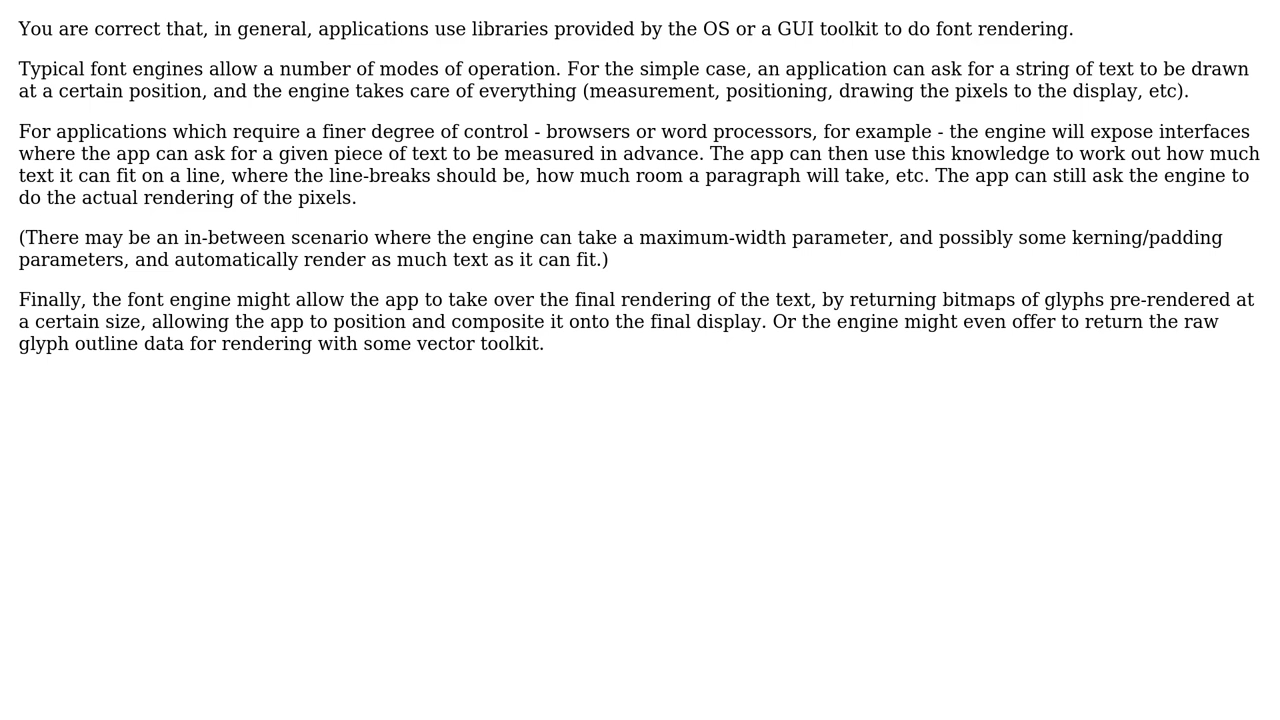 You are correct that, in general, applications use libraries provided by the OS or a GUI toolkit to do font rendering.
Typical font engines allow a number of modes of operation. For the simple case, an application can ask for a string of text to be drawn
at a certain position, and the engine takes care of everything (measurement, positioning, drawing the pixels to the display, etc).
For applications which require a finer degree of control - browsers or word processors, for example - the engine will expose interfaces
where the app can ask for a given piece of text to be measured in advance. The app can then use this knowledge to work out how much
text it can fit on a line, where the line-breaks should be, how much room a paragraph will take, etc. The app can still ask the engine to
do the actual rendering of the pixels.
(There may be an in-between scenario where the engine can take a maximum-width parameter, and possibly some kerning/padding
parameters, and automatically render as much text as it can fit.)
Finally, the font engine might allow the app to take over the final rendering of the text, by returning bitmaps of glyphs pre-rendered at
a certain size, allowing the app to position and composite it onto the final display. Or the engine might even offer to return the raw
glyph outline data for rendering with some vector toolkit.